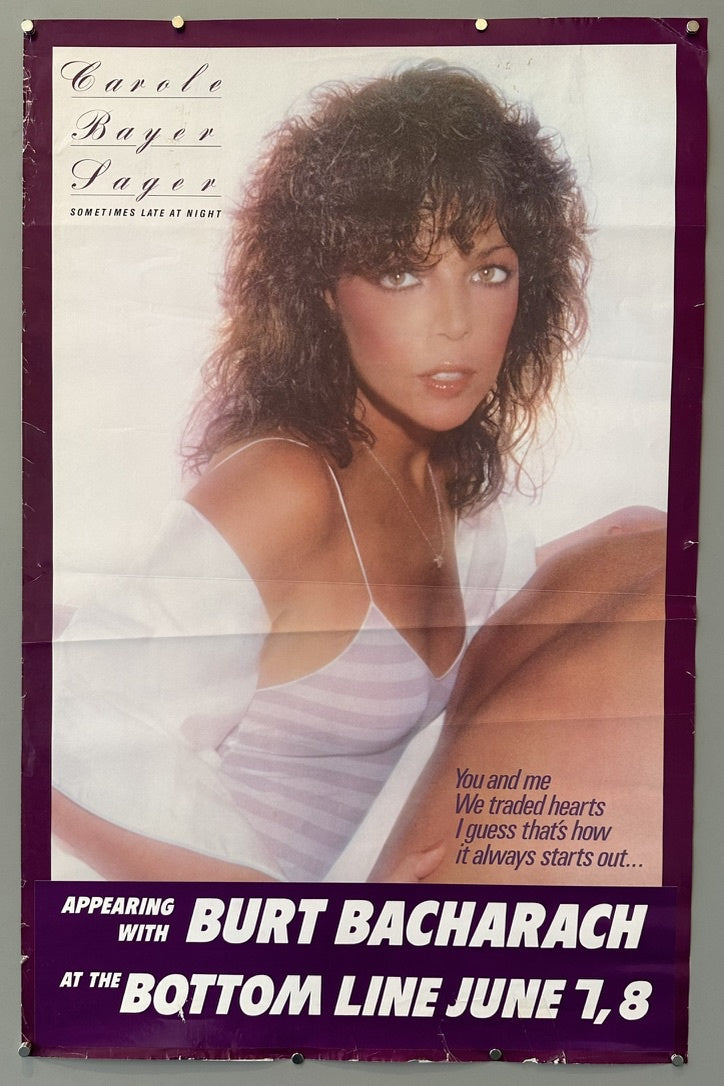 Carole
Bayer
Sager
SOMETIMES LATE AT NIGHT
You and me
We traded hearts
I guess that's how
it always starts out...
APPEARING
WITH BURT BACHARACH
AT THE BOTTOM LINE JUNE 7, 8